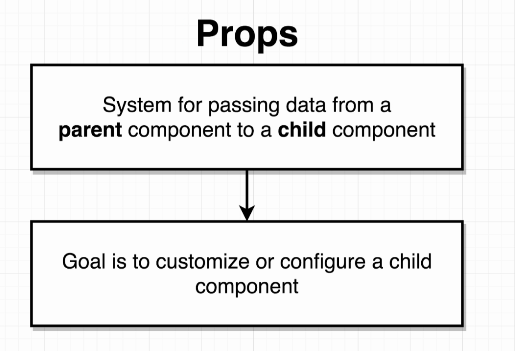 Props
System for passing data from a
parent component to a child component
Goal is to customize or configure a child
component